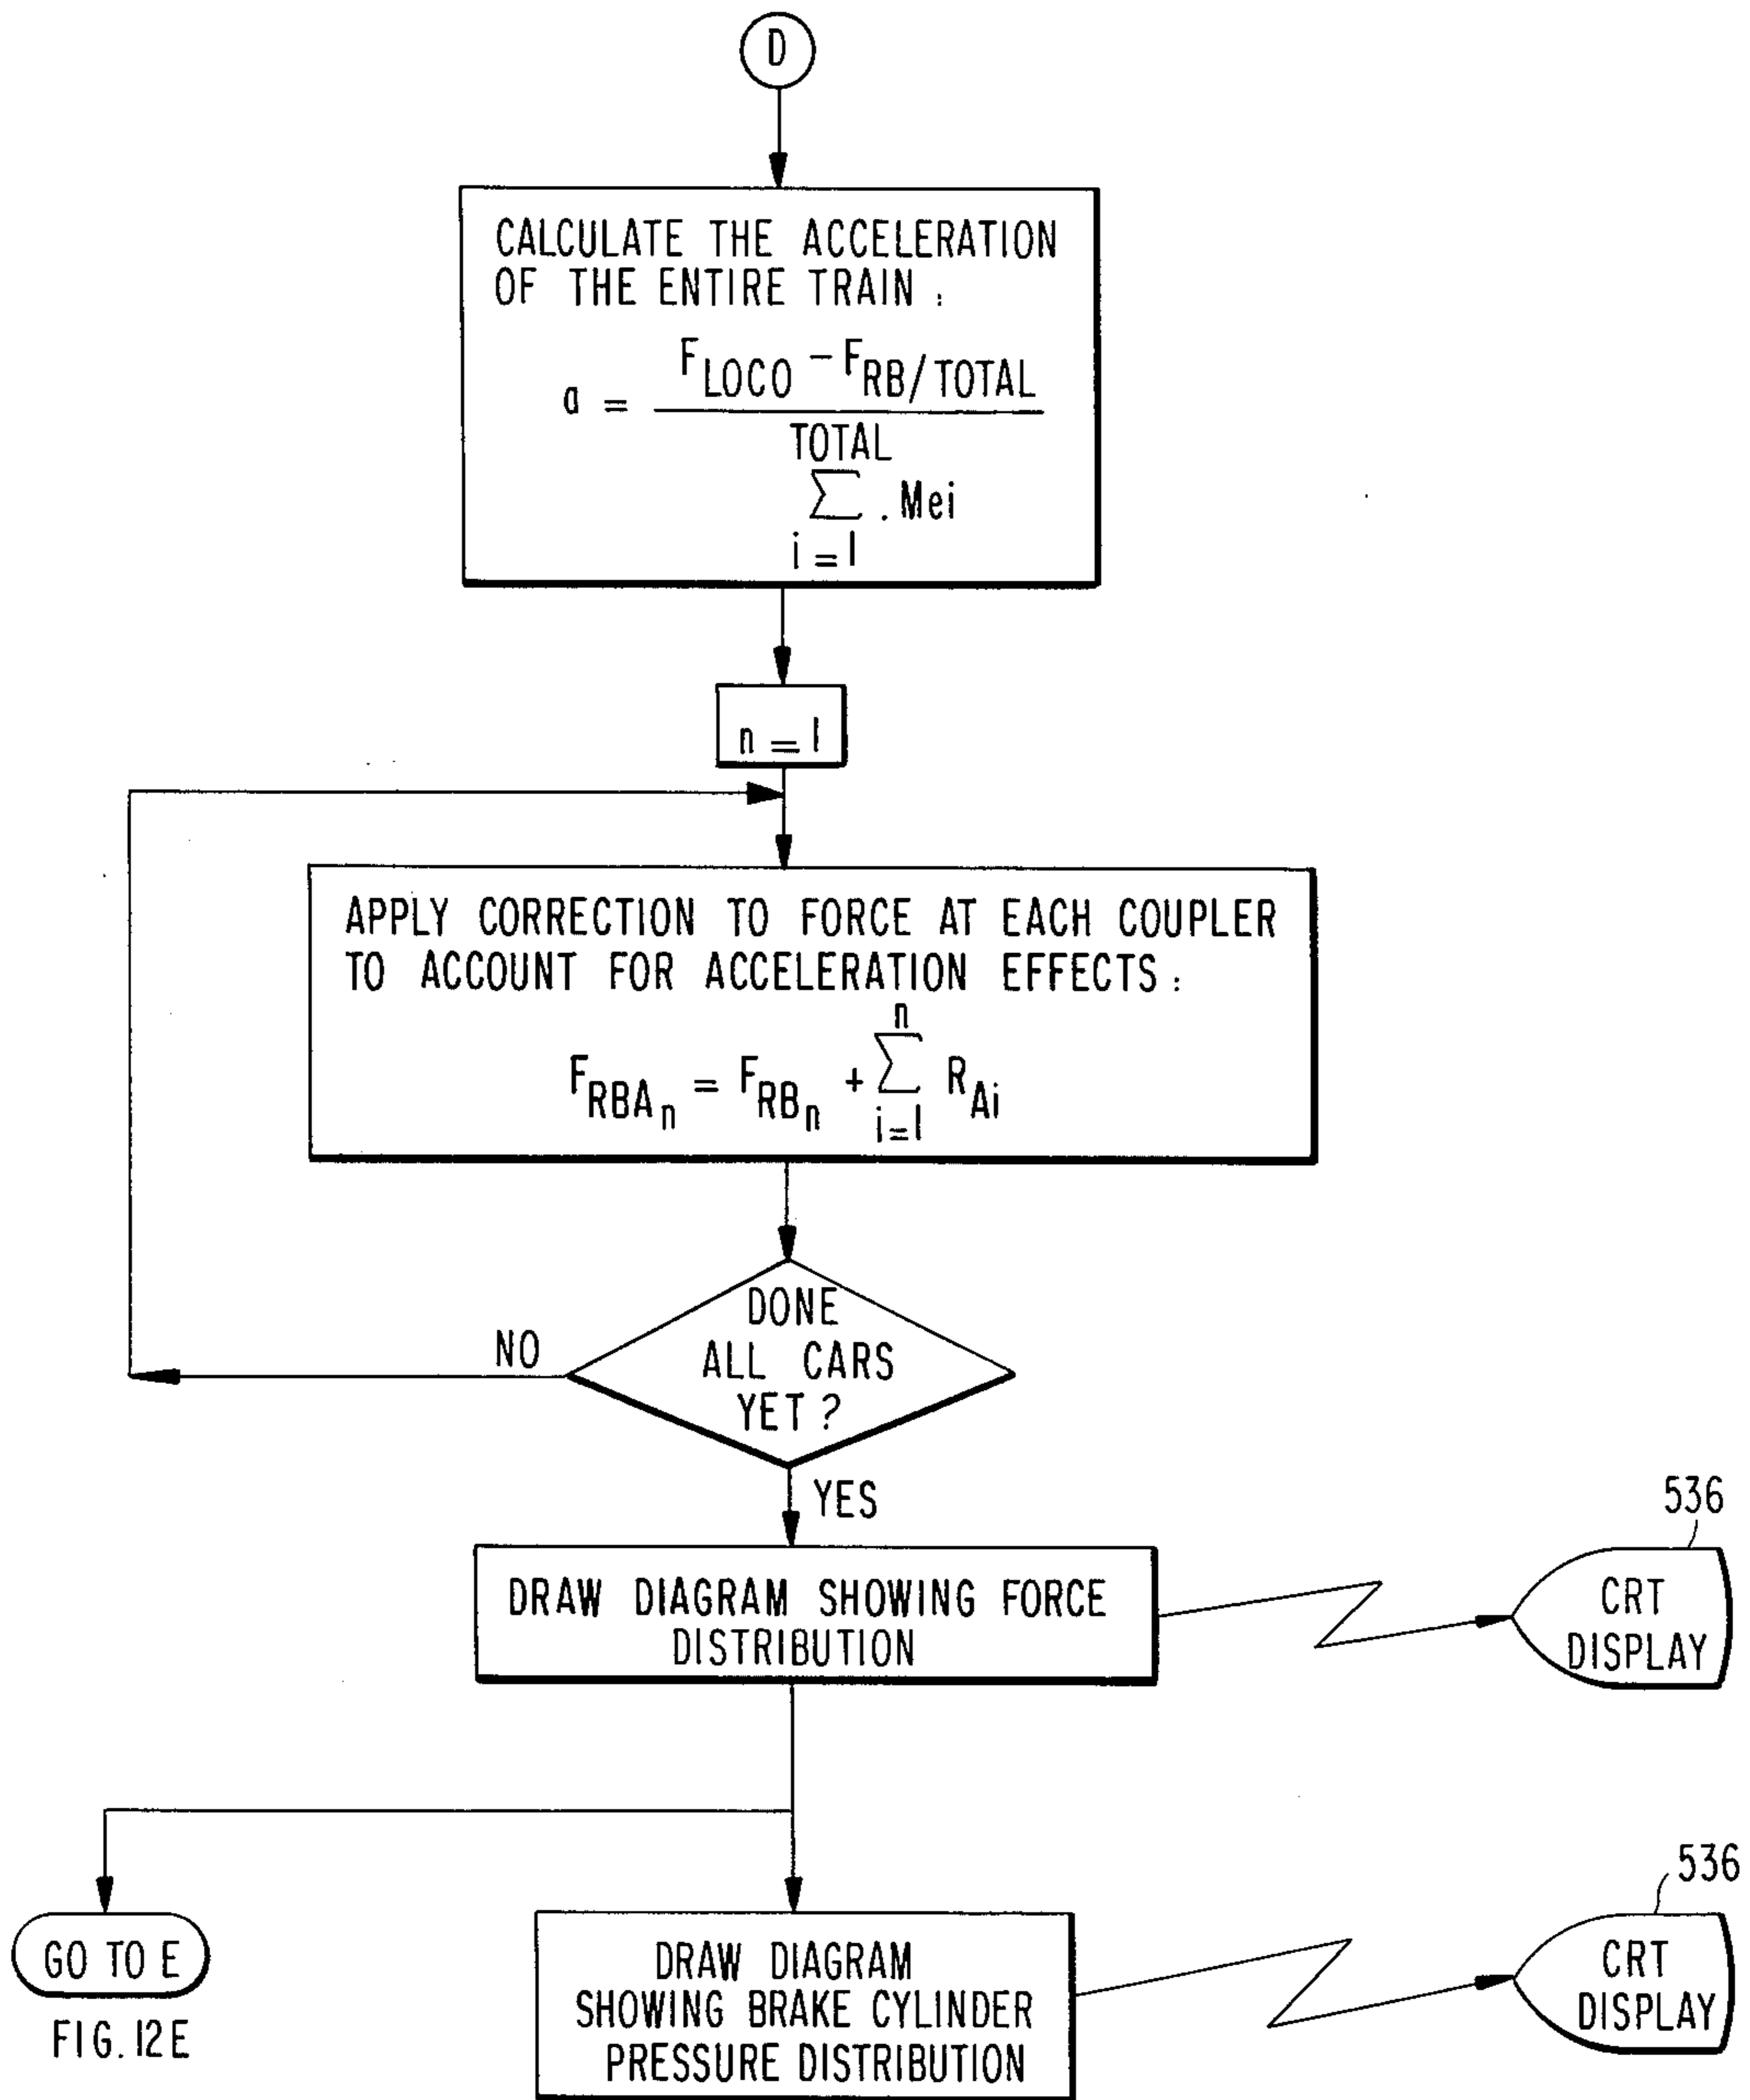 D
CALCULATE THE ACCELERATION
OF THE ENTIRE TRAIN :
a = (F_LOCO - F_RB/TOTAL) / (TOTAL ∑ i=1 . Mei)
n = 1
APPLY CORRECTION TO FORCE AT EACH COUPLER
TO ACCOUNT FOR ACCELERATION EFFECTS :
F_RBA_n = F_RB_n + n ∑ i=1 R_Ai
DONE
ALL CARS
YET ?
NO
YES
DRAW DIAGRAM SHOWING FORCE
DISTRIBUTION
536
CRT
DISPLAY
GO TO E
FIG. 12E
DRAW DIAGRAM
SHOWING BRAKE CYLINDER
PRESSURE DISTRIBUTION
536
CRT
DISPLAY